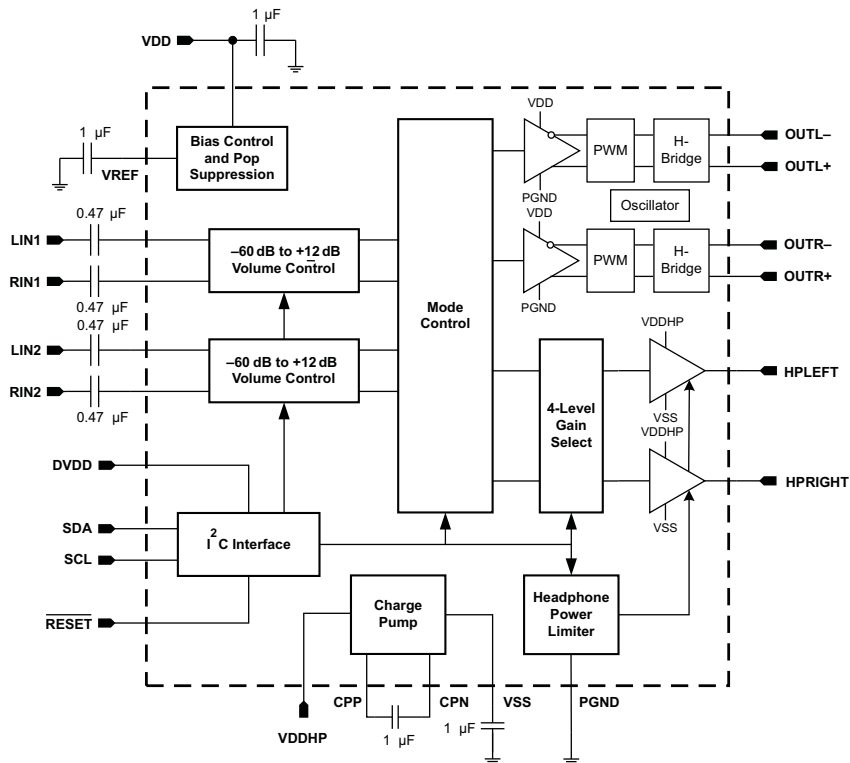 1 µF
VDD
1 µF
VREF
Bias Control
and Pop
Suppression
VDD
PWM
H-
Bridge
OUTL–
OUTL+
PGND
Oscillator
0.47 µF
LIN1
RIN1
0.47 µF
–60 dB to +12 dB
Volume Control
Mode
Control
VDD
PWM
H-
Bridge
OUTR–
OUTR+
PGND
0.47 µF
LIN2
RIN2
0.47 µF
–60 dB to +12 dB
Volume Control
4-Level
Gain
Select
VDDHP
HPLEFT
VSS
VDDHP
HPRIGHT
VSS
DVDD
SDA
SCL
RESET
I2C Interface
Charge
Pump
Headphone
Power
Limiter
CPP
CPN
VSS
PGND
VDDHP
1 µF
1 µF